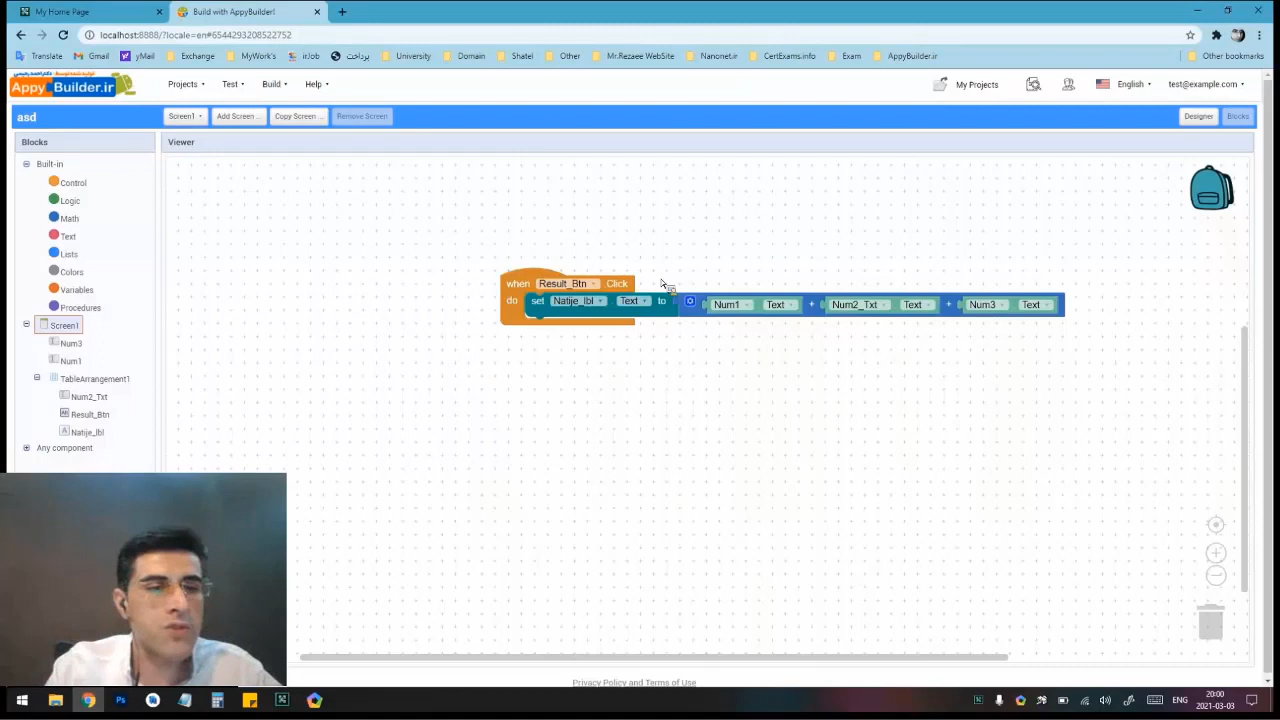 My Home Page
Build with AppyBuilder!
localhost:8888/?locale=en#6544293208522752
Translate Gmail yMail Exchange MyWork's irJob پرداخت University Domain Shatel Other Mr.Rezaee WebSite Nanonet.ir CertExams.info Exam AppyBuilder.ir Other bookmarks
AppyBuilder.ir
Projects Test Build Help My Projects English test@example.com
asd Screen1 Add Screen ... Copy Screen ... Remove Screen Designer Blocks
Blocks Viewer
Built-in
Control
Logic
Math
Text
Lists
Colors
Variables
Procedures
Screen1
Num3
Num1
TableArrangement1
Num2_Txt
Result_Btn
Natije_lbl
Any component
when Result_Btn .Click
do set Natije_lbl . Text to Num1 . Text + Num2_Txt . Text + Num3 . Text
Privacy Policy and Terms of Use
ENG
20:00
2021-03-03